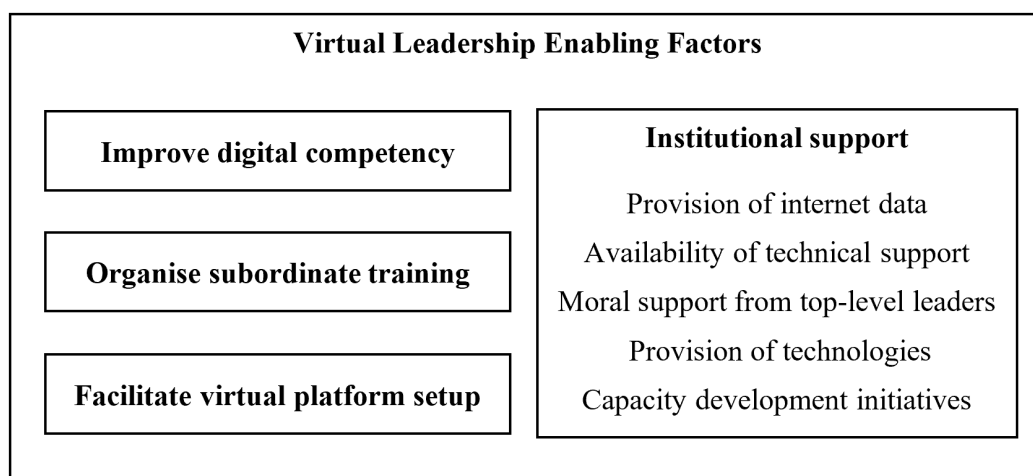 Virtual Leadership Enabling Factors
Improve digital competency
Organise subordinate training
Facilitate virtual platform setup
Institutional support
Provision of internet data
Availability of technical support
Moral support from top-level leaders
Provision of technologies
Capacity development initiatives